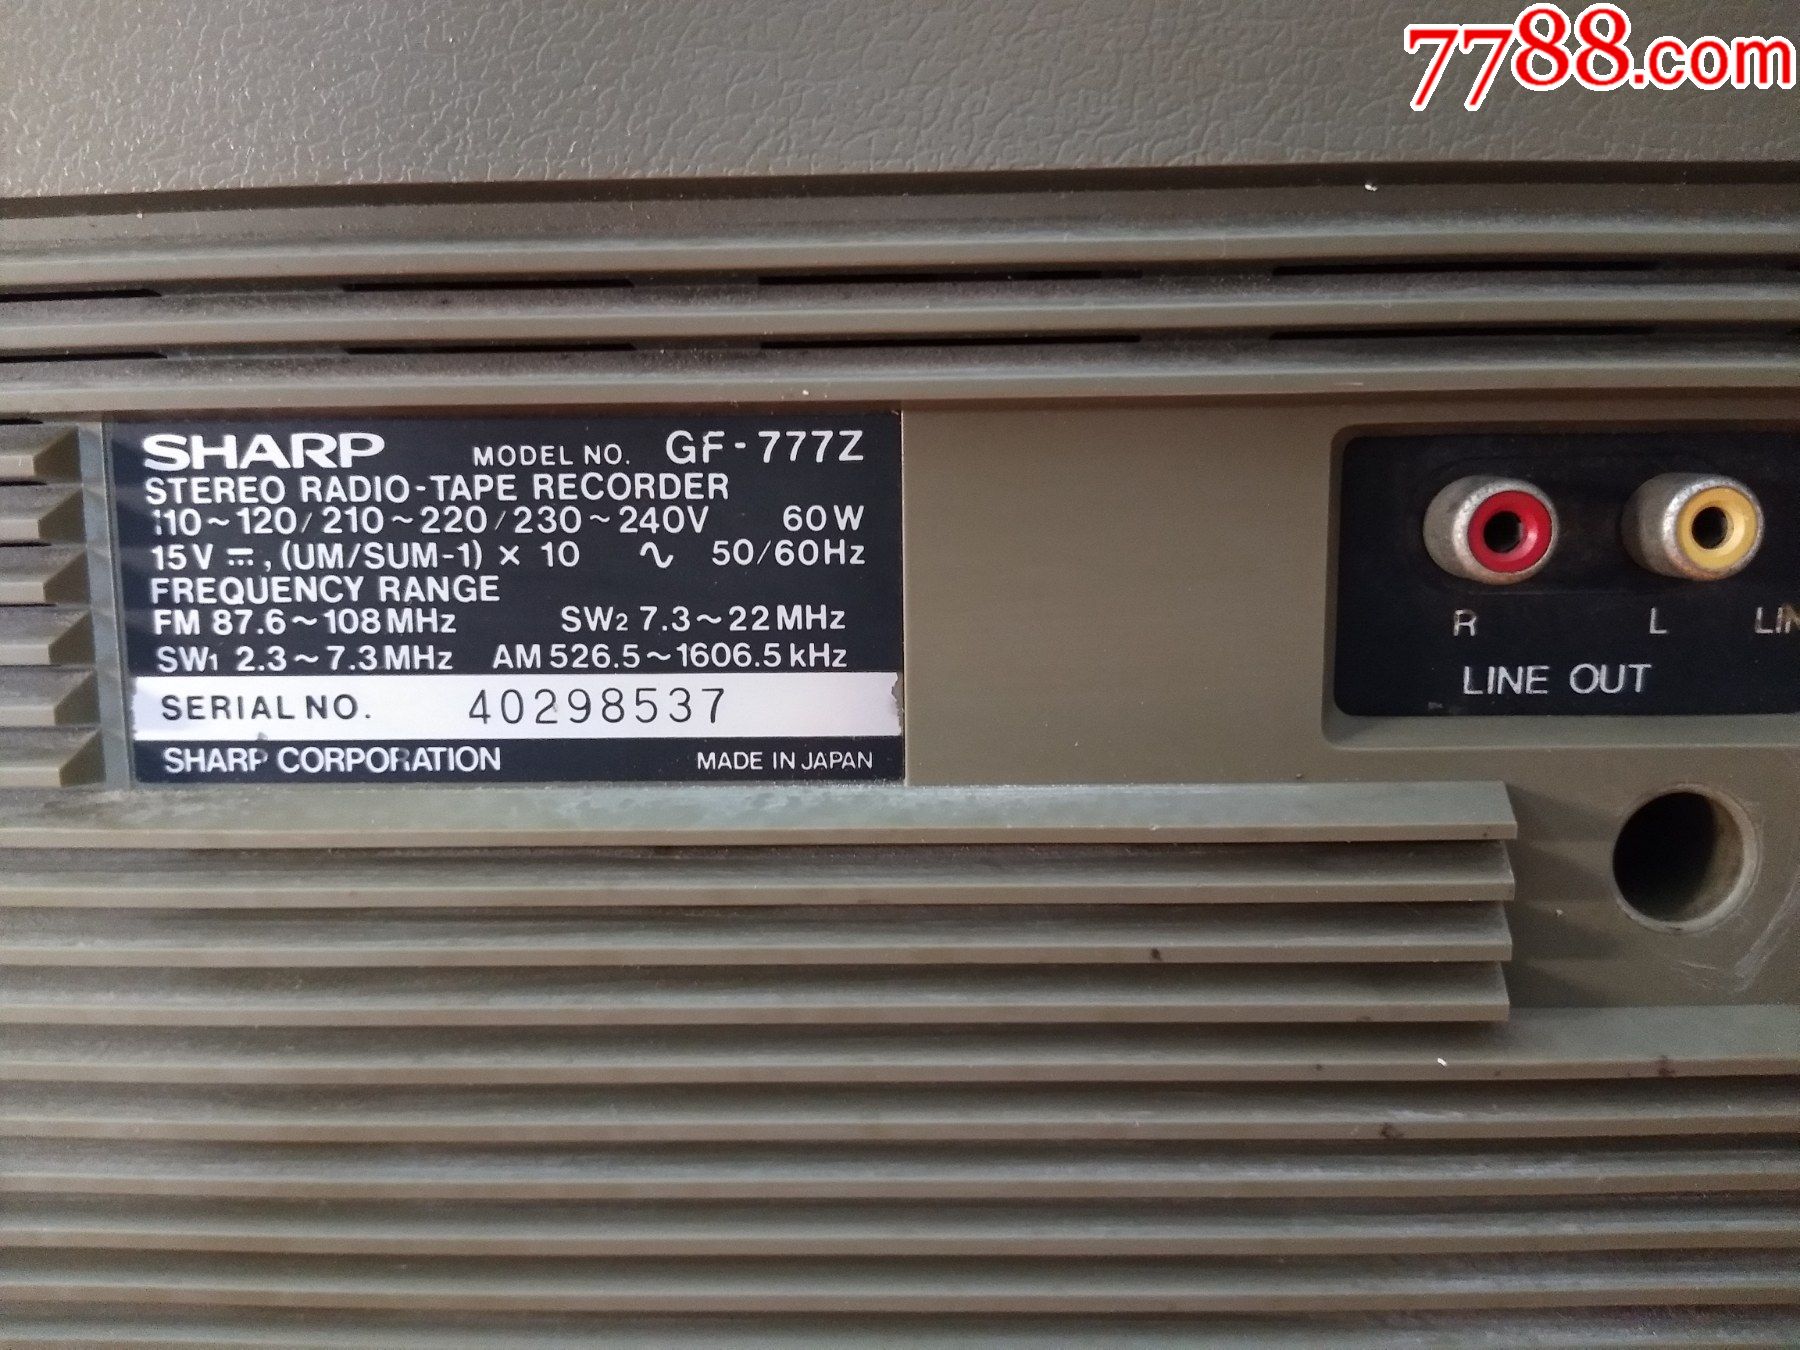 7788.com
SHARP MODEL NO. GF-777Z
STEREO RADIO-TAPE RECORDER
110~120/210~220/230~240V 60W
15V ⎓, (UM/SUM-1) × 10 ∿ 50/60Hz
FREQUENCY RANGE
FM 87.6~108MHz SW2 7.3~22MHz
SW1 2.3~7.3MHz AM 526.5~1606.5kHz
SERIAL NO. 40298537
SHARP CORPORATION MADE IN JAPAN
R L
LINE OUT